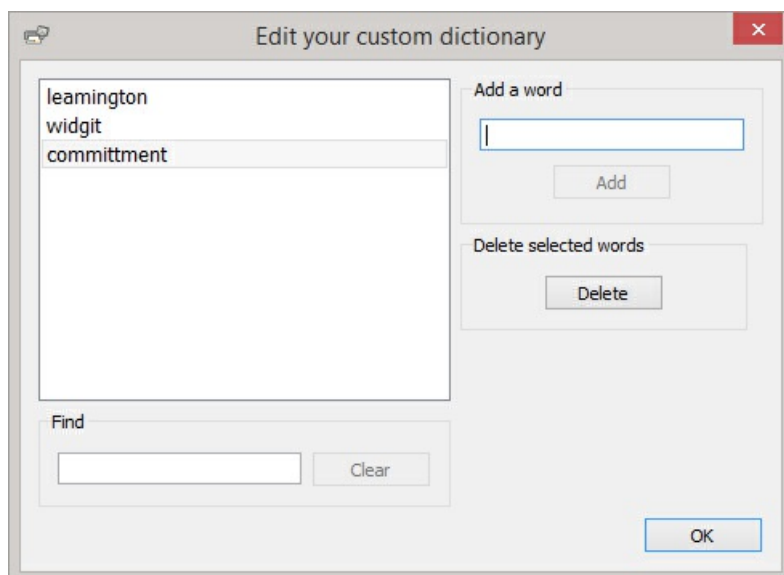 Edit your custom dictionary
leamington
widgit
committment
Add a word
Add
Delete selected words
Delete
Find
Clear
OK